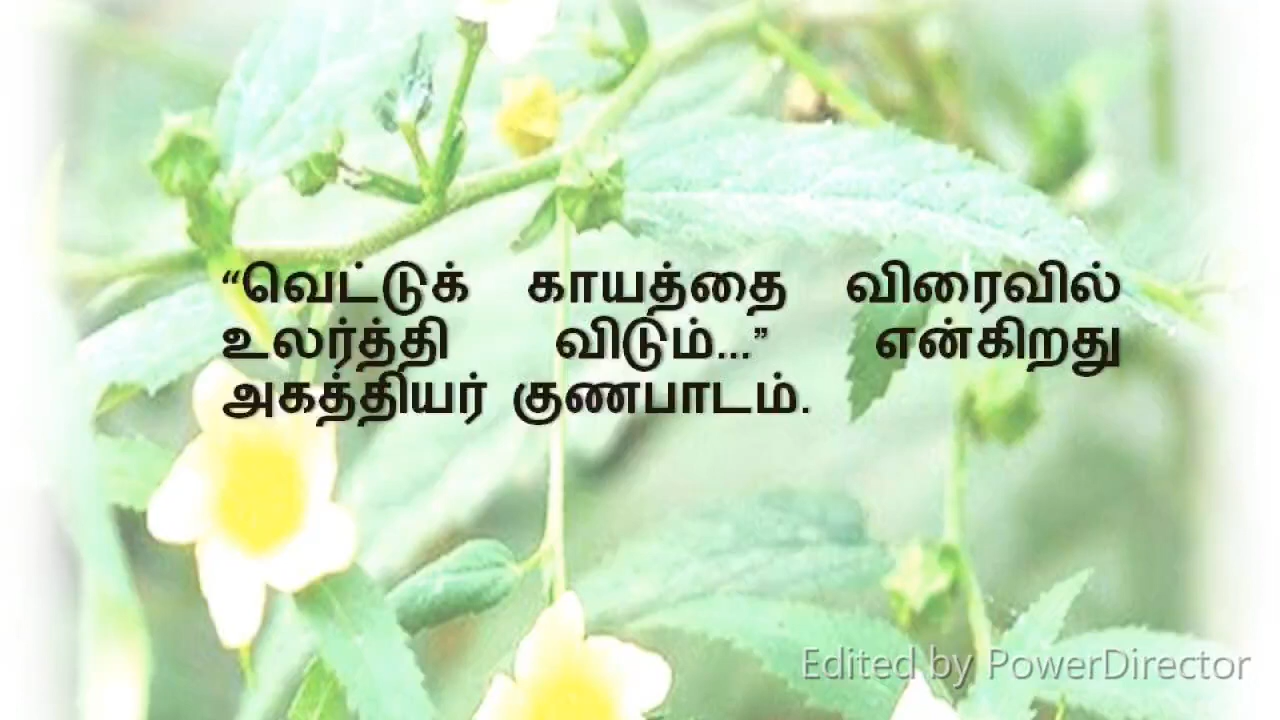 “வெட்டுக் காயத்தை விரைவில்
உலர்த்தி விடும்...” என்கிறது
அகத்தியர் குணபாடம்.
Edited by PowerDirector